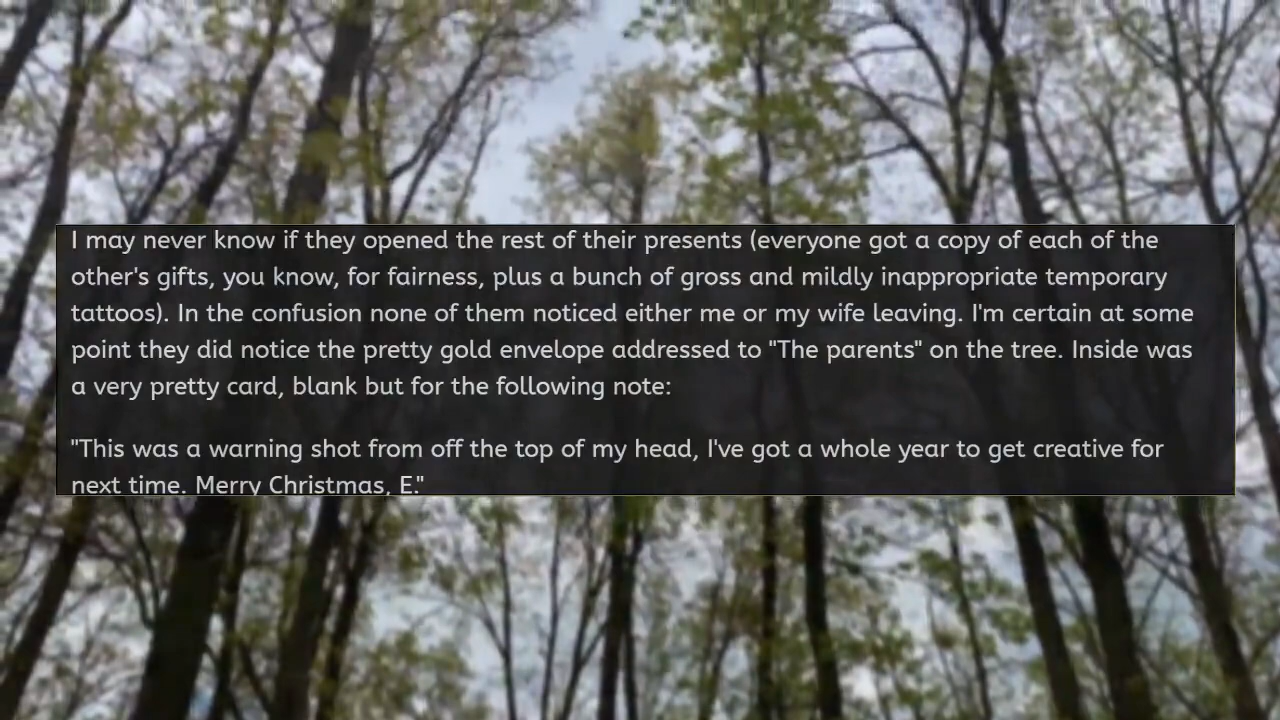 I may never know if they opened the rest of their presents (everyone got a copy of each of the
other's gifts, you know, for fairness, plus a bunch of gross and mildly inappropriate temporary
tattoos). In the confusion none of them noticed either me or my wife leaving. I'm certain at some
point they did notice the pretty gold envelope addressed to "The parents" on the tree. Inside was
a very pretty card, blank but for the following note:
"This was a warning shot from off the top of my head, I've got a whole year to get creative for
next time. Merry Christmas, E."